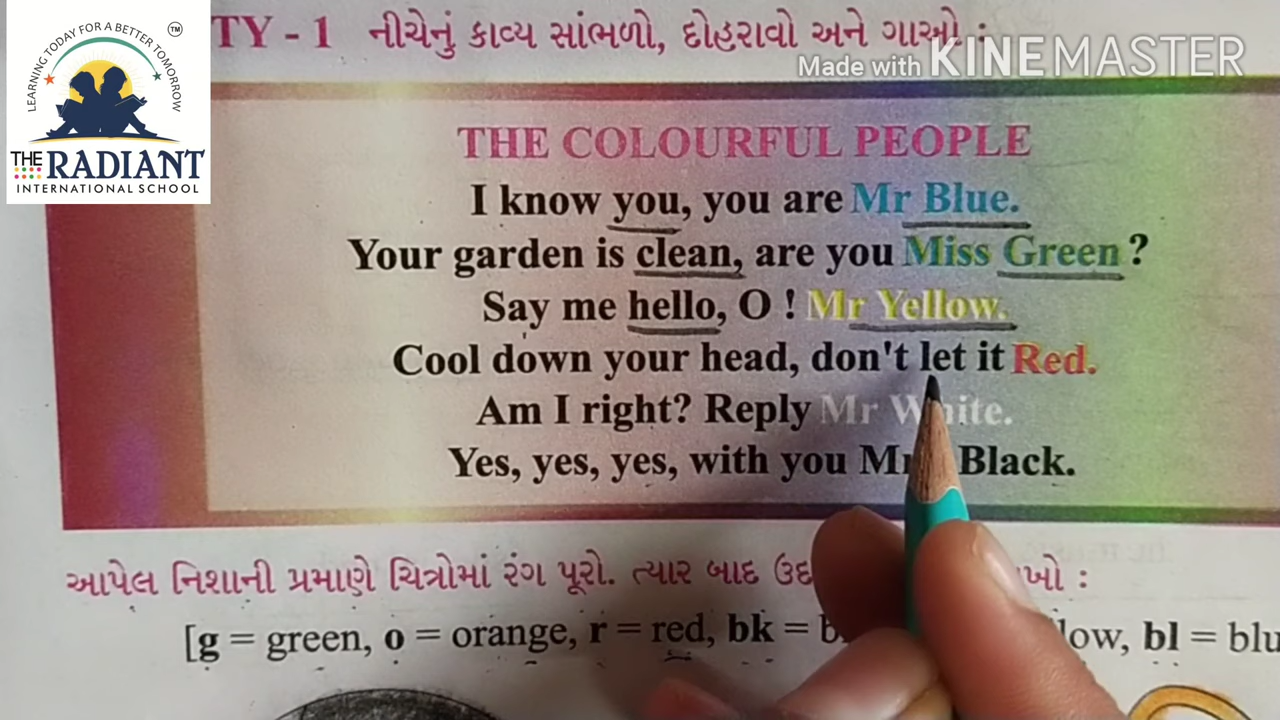 LEARNING TODAY FOR A BETTER TOMORROW
TM
THE RADIANT
INTERNATIONAL SCHOOL
TY - 1 નીચેનું કાવ્ય સાંભળો, દોહરાવો અને ગાઓ :
Made with KINEMASTER
THE COLOURFUL PEOPLE
I know you, you are Mr Blue.
Your garden is clean, are you Miss Green ?
Say me hello, O ! Mr Yellow.
Cool down your head, don't let it Red.
Am I right? Reply Mr White.
Yes, yes, yes, with you Black.
આપેલ નિશાની પ્રમાણે ચિત્રોમાં રંગ પૂરો. ત્યાર બાદ
[g = green, o = orange, r = red, bk = bl = blu